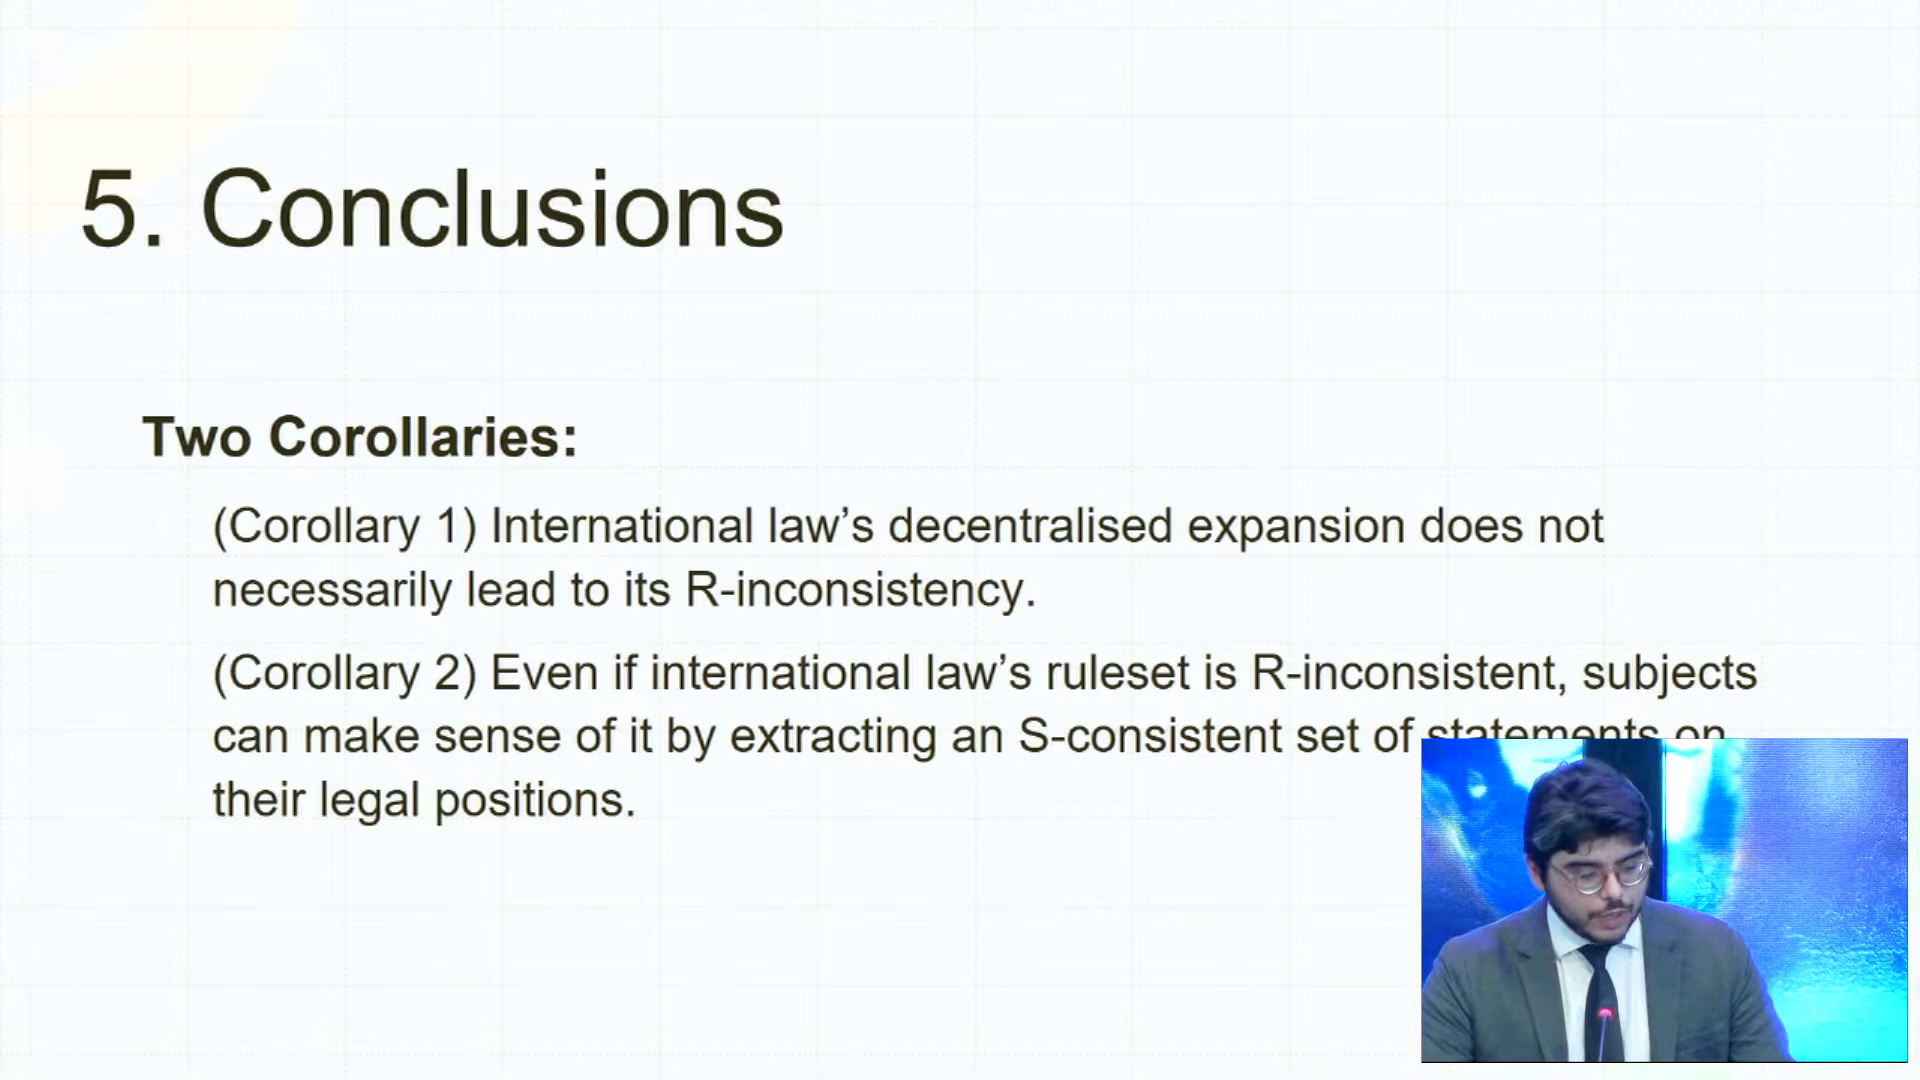 5. Conclusions
Two Corollaries:
(Corollary 1) International law’s decentralised expansion does not
necessarily lead to its R-inconsistency.
(Corollary 2) Even if international law’s ruleset is R-inconsistent, subjects
can make sense of it by extracting an S-consistent set of statements on
their legal positions.